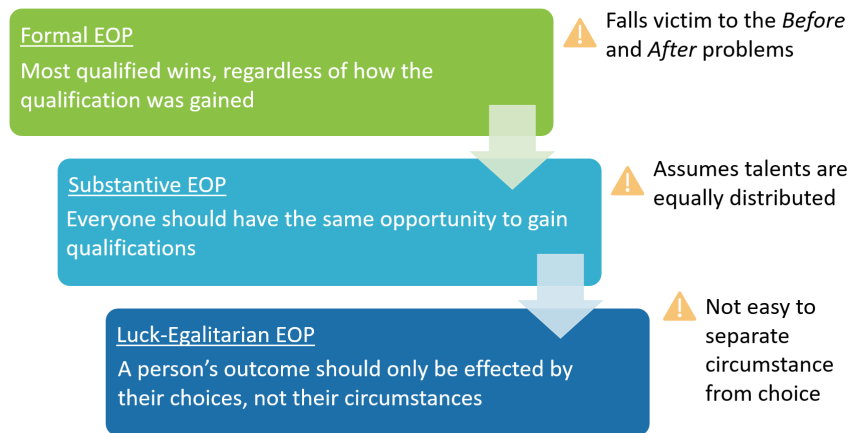 Formal EOP
Most qualified wins, regardless of how the
qualification was gained
Falls victim to the Before
and After problems
Substantive EOP
Everyone should have the same opportunity to gain
qualifications
Assumes talents are
equally distributed
Luck-Egalitarian EOP
A person's outcome should only be effected by
their choices, not their circumstances
Not easy to
separate
circumstance
from choice